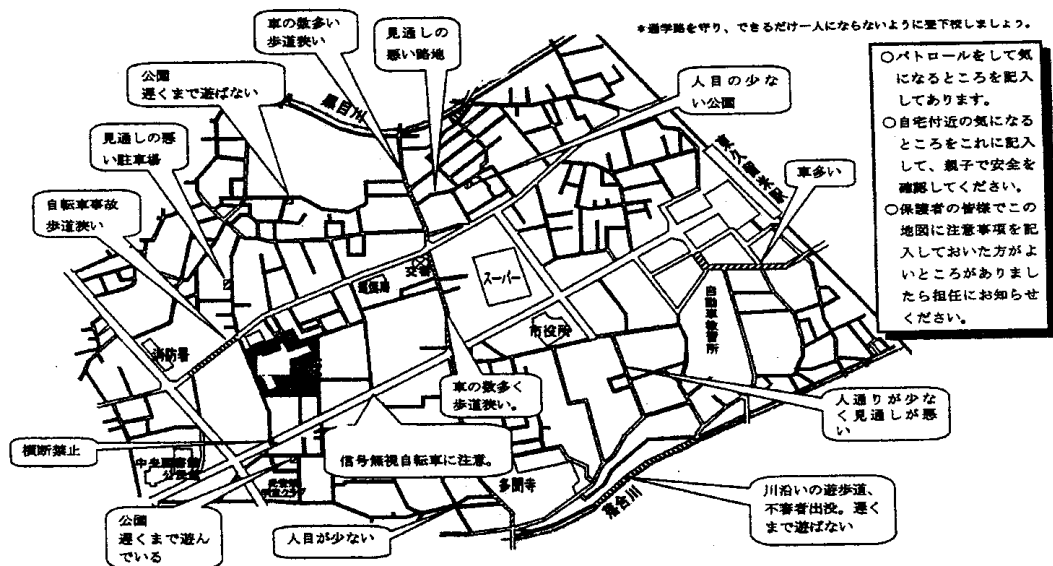 *通学路を守り、できるだけ一人にならないように登下校しましょう。
車の数多い
歩道狭い
見通しの
悪い路地
公園
遅くまで遊ばない
人目の少な
い公園
見通しの悪
い駐車場
自転車事故
歩道狭い
車多い
○パトロールをして気
になるところを記入
してあります。
○自宅付近の気になる
ところをこれに記入
して、親子で安全を
確認してください。
○保護者の皆様でこの
地図に注意事項を記
入しておいた方がよ
いところがありまし
たら担任にお知らせ
ください。
黒目川
東久留米駅
交番
郵便局
スーパー
市役所
自動車教習所
消防署
車の数多く
歩道狭い。
人通りが少な
く見通しが悪
い
横断禁止
信号無視自転車に注意。
中央図書館
多聞寺
落合川
川沿いの遊歩道、
不審者出没。遅く
まで遊ばない
公園
遅くまで遊ん
でいる
人目が少ない